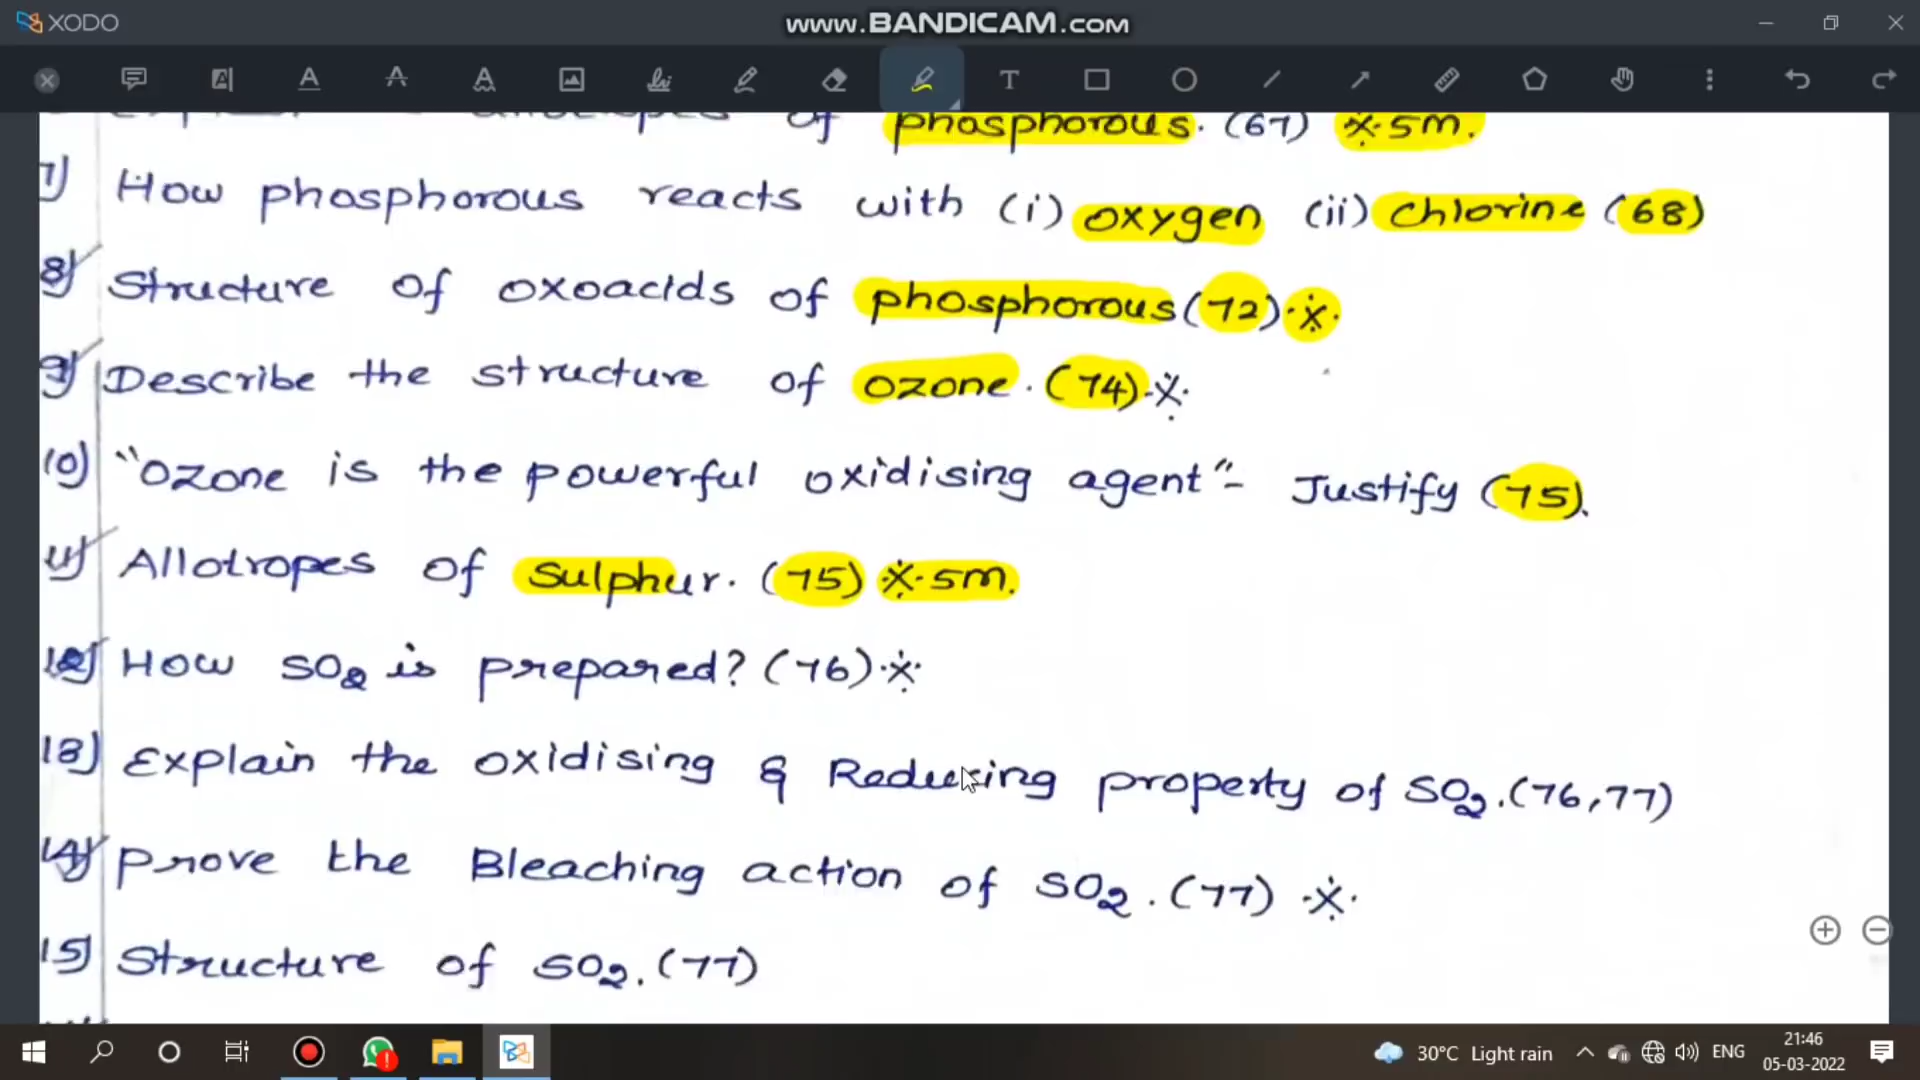 XODO
www.BANDICAM.com
of phosphorous. (67) ※ 5m.
7) How phosphorous reacts with (i) oxygen (ii) chlorine (68)
8) Structure of oxoacids of phosphorous (72) ※
9) Describe the structure of ozone. (74) ※
10) "Ozone is the powerful oxidising agent" - Justify (75).
11) Allotropes of Sulphur. (75) ※ 5m.
12) How SO2 is prepared? (76) ※
13) Explain the oxidising & Reducing property of SO2. (76,77)
14) Prove the Bleaching action of SO2. (77) ※
15) Structure of SO2. (77)
30°C Light rain
ENG
21:46
05-03-2022